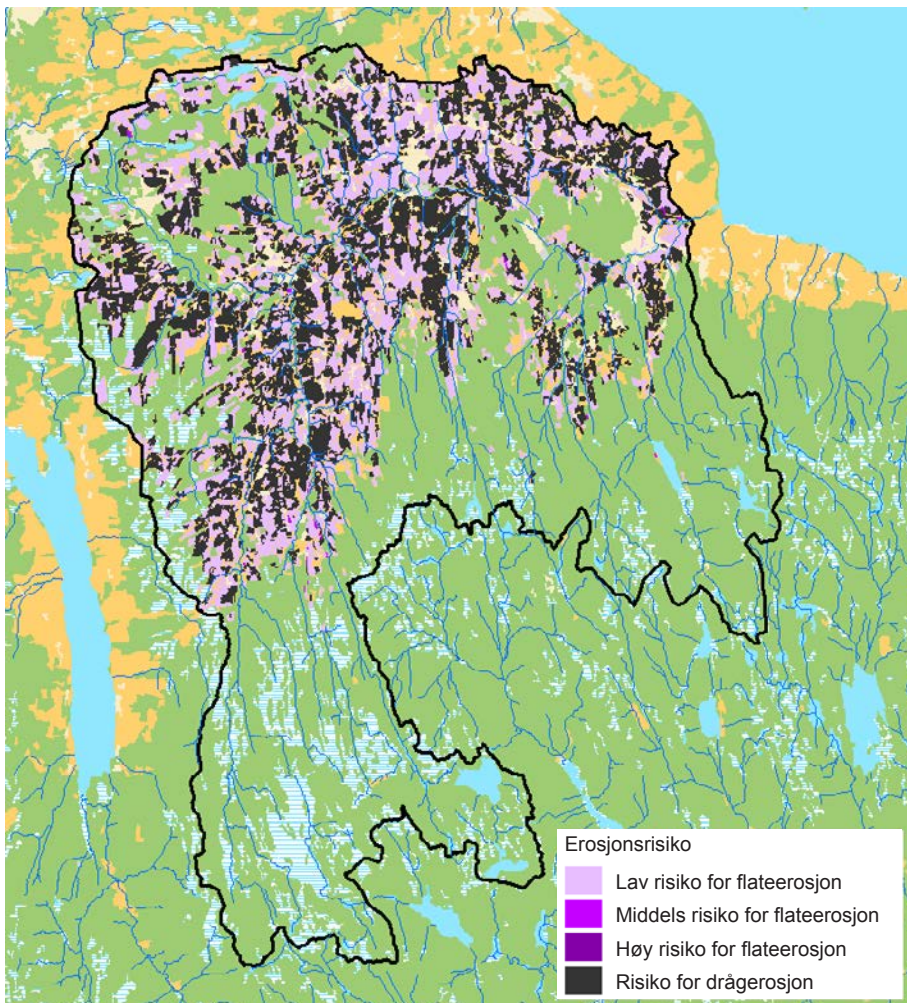 Erosjonsrisiko
Lav risiko for flateerosjon
Middels risiko for flateerosjon
Høy risiko for flateerosjon
Risiko for drågerosjon